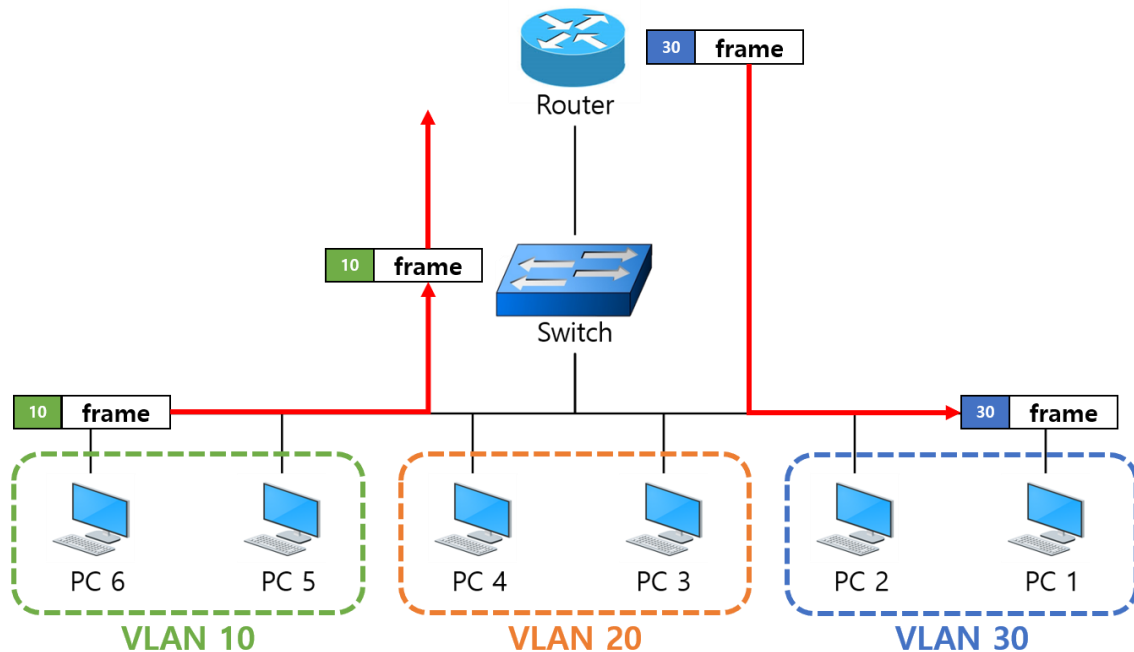 30 frame
Router
10 frame
Switch
10 frame
30 frame
PC 6
PC 5
PC 4
PC 3
PC 2
PC 1
VLAN 10
VLAN 20
VLAN 30